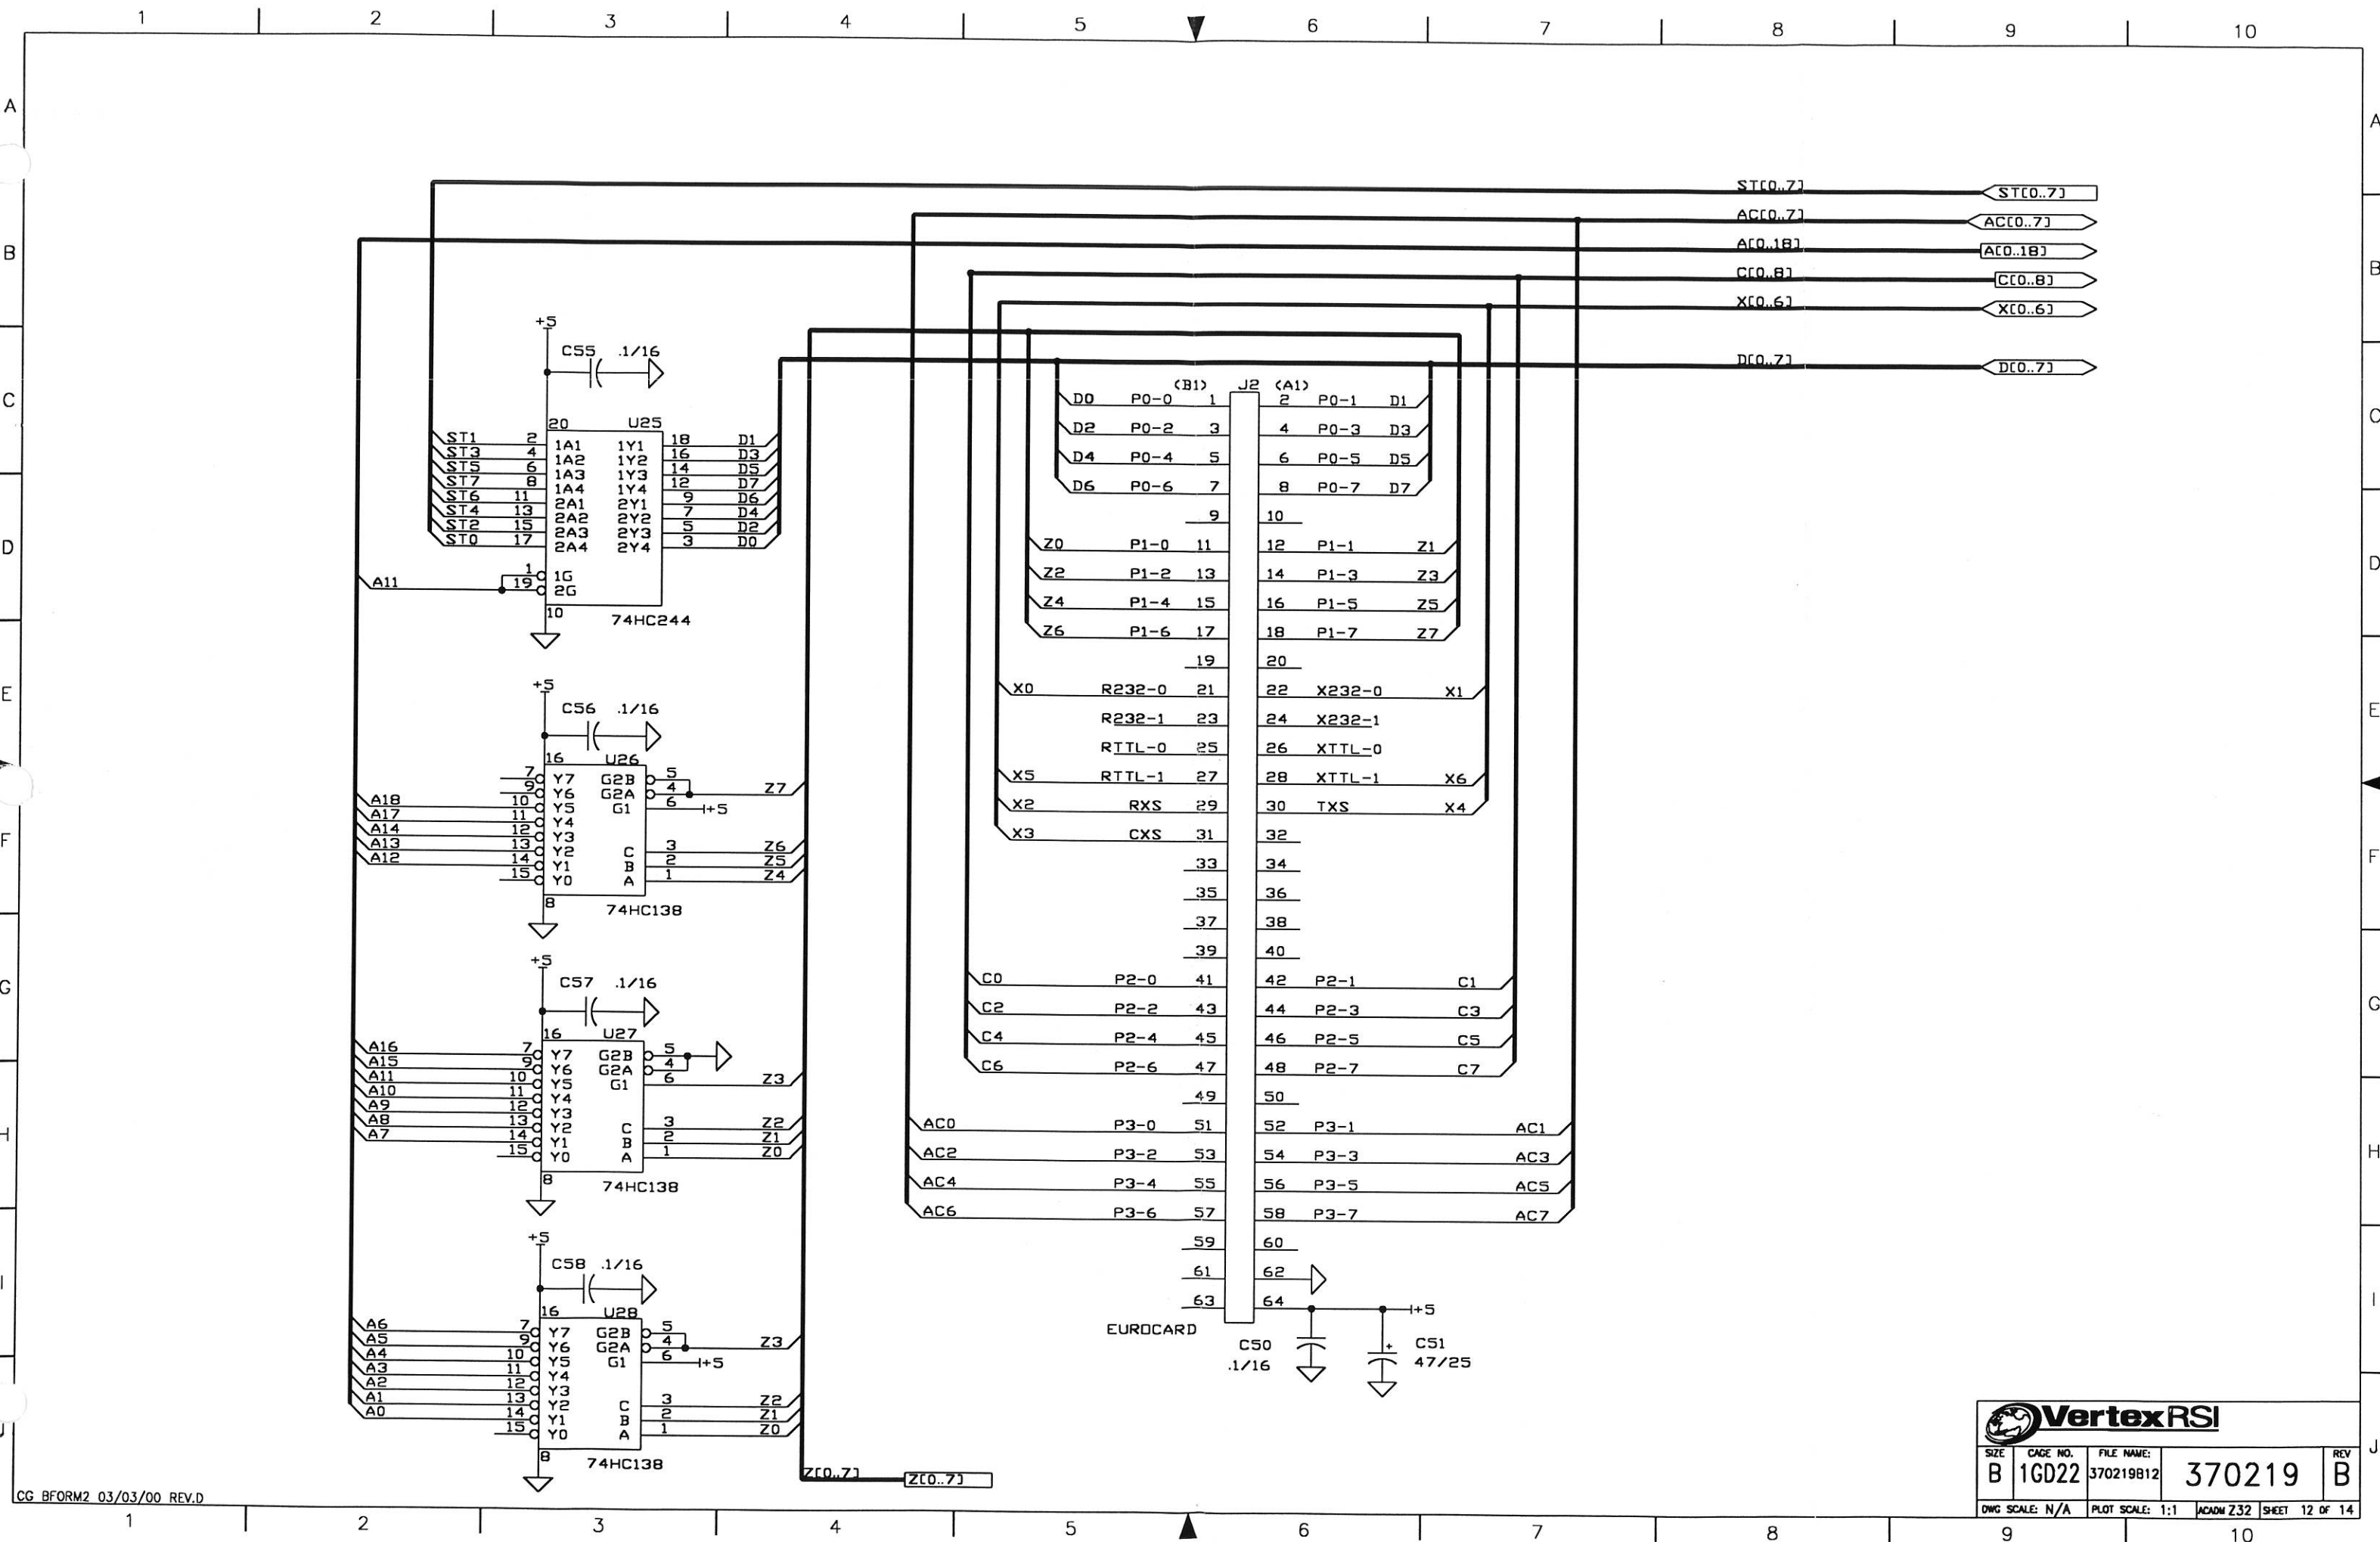 1 2 3 4 5 6 7 8 9 10
A A
B B
C C
D D
E E
F F
G G
H H
I I
J J
ST[0..7] ST[0..7]
AC[0..7] AC[0..7]
A[0..18] A[0..18]
C[0..8] C[0..8]
X[0..6] X[0..6]
D[0..7] D[0..7]
+5
C55 .1/16
20 U25
ST1 2 1A1 1Y1 18 D1
ST3 4 1A2 1Y2 16 D3
ST5 6 1A3 1Y3 14 D5
ST7 8 1A4 1Y4 12 D7
ST6 11 2A1 2Y1 9 D6
ST4 13 2A2 2Y2 7 D4
ST2 15 2A3 2Y3 5 D2
ST0 17 2A4 2Y4 3 D0
1 1G
A11 19 2G
10
74HC244
+5
C56 .1/16
16 U26
7 Y7 G2B 5
9 Y6 G2A 4 Z7
A18 10 Y5 G1 6 +5
A17 11 Y4
A14 12 Y3
A13 13 Y2 C 3 Z6
A12 14 Y1 B 2 Z5
15 Y0 A 1 Z4
8
74HC138
+5
C57 .1/16
16 U27
A16 7 Y7 G2B 5
A15 9 Y6 G2A 4
A11 10 Y5 G1 6 Z3
A10 11 Y4
A9 12 Y3
A8 13 Y2 C 3 Z2
A7 14 Y1 B 2 Z1
15 Y0 A 1 Z0
8
74HC138
+5
C58 .1/16
16 U28
A6 7 Y7 G2B 5
A5 9 Y6 G2A 4 Z3
A4 10 Y5 G1 6 +5
A3 11 Y4
A2 12 Y3
A1 13 Y2 C 3 Z2
A0 14 Y1 B 2 Z1
15 Y0 A 1 Z0
8
74HC138
Z[0..7] Z[0..7]
(B1) J2 (A1)
D0 P0-0 1 2 P0-1 D1
D2 P0-2 3 4 P0-3 D3
D4 P0-4 5 6 P0-5 D5
D6 P0-6 7 8 P0-7 D7
9 10
Z0 P1-0 11 12 P1-1 Z1
Z2 P1-2 13 14 P1-3 Z3
Z4 P1-4 15 16 P1-5 Z5
Z6 P1-6 17 18 P1-7 Z7
19 20
X0 R232-0 21 22 X232-0 X1
R232-1 23 24 X232-1
RTTL-0 25 26 XTTL-0
X5 RTTL-1 27 28 XTTL-1 X6
X2 RXS 29 30 TXS X4
X3 CXS 31 32
33 34
35 36
37 38
39 40
C0 P2-0 41 42 P2-1 C1
C2 P2-2 43 44 P2-3 C3
C4 P2-4 45 46 P2-5 C5
C6 P2-6 47 48 P2-7 C7
49 50
AC0 P3-0 51 52 P3-1 AC1
AC2 P3-2 53 54 P3-3 AC3
AC4 P3-4 55 56 P3-5 AC5
AC6 P3-6 57 58 P3-7 AC7
59 60
61 62
63 64 +5
EUROCARD
C50 .1/16
+ C51 47/25
VertexRSI
SIZE CAGE NO. FILE NAME: REV
B 1GD22 370219B12 370219 B
DWG SCALE: N/A PLOT SCALE: 1:1 ACADM Z32 SHEET 12 OF 14
CG BFORM2 03/03/00 REV.D
1 2 3 4 5 6 7 8 9 10